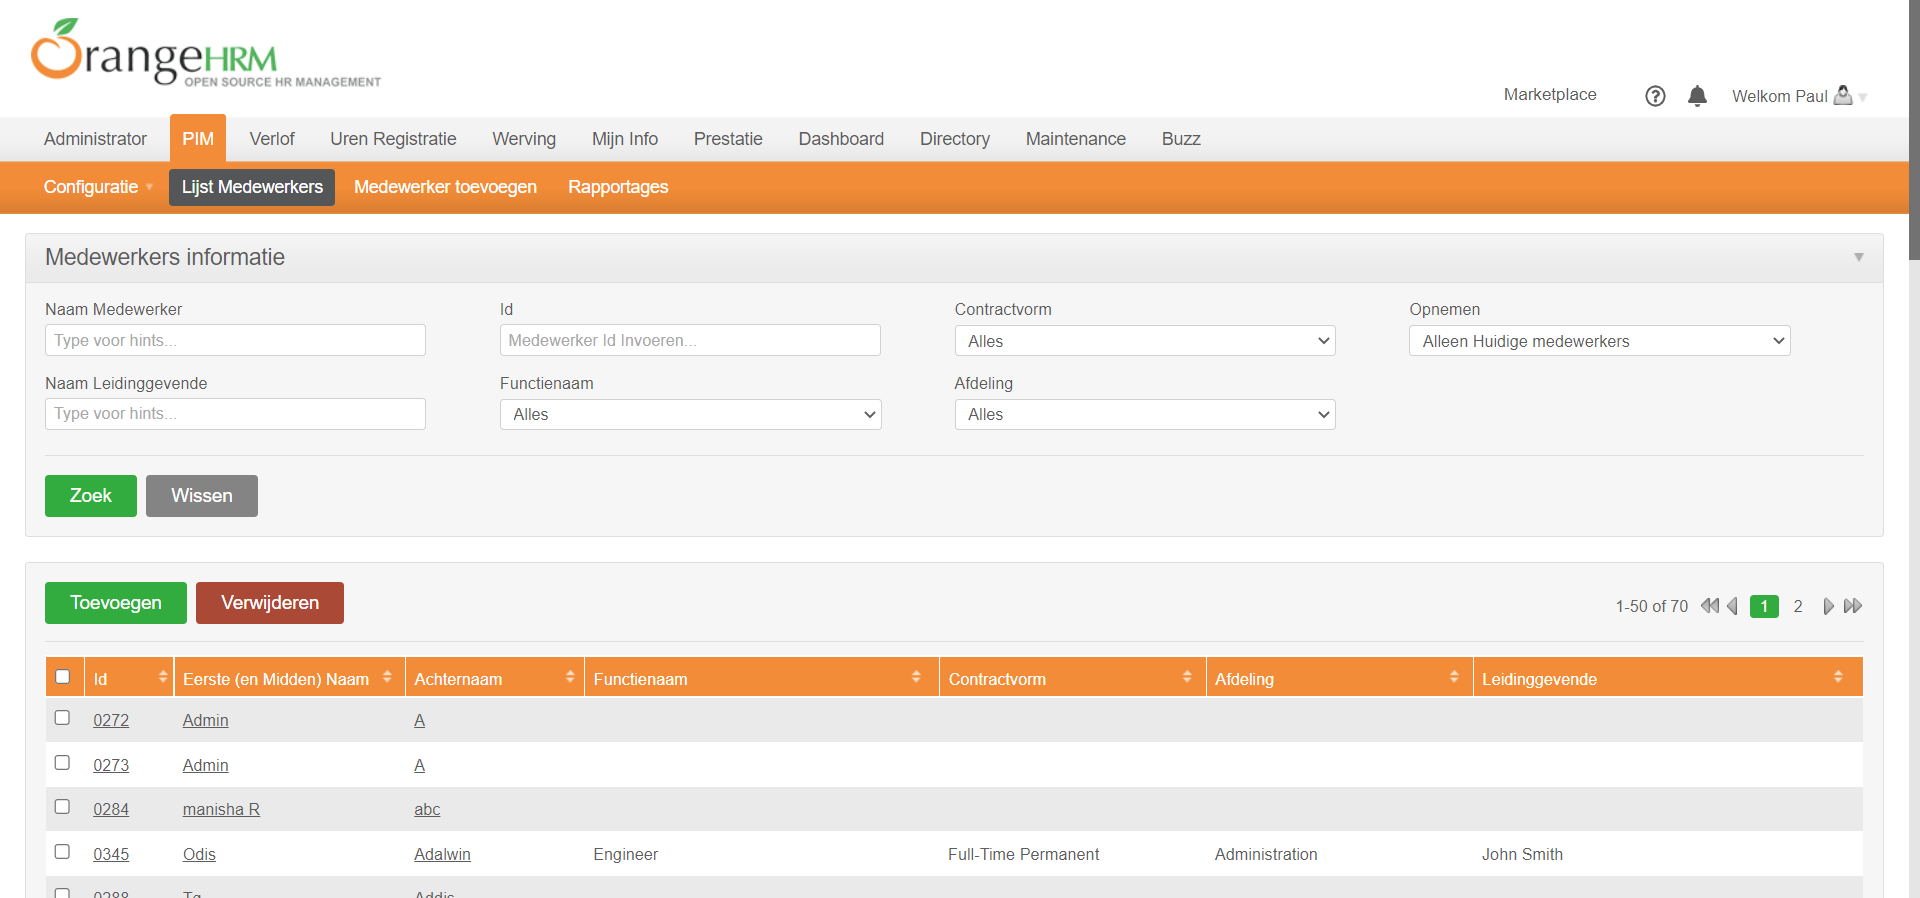 OrangeHRM
OPEN SOURCE HR MANAGEMENT
Marketplace
Welkom Paul
Administrator PIM Verlof Uren Registratie Werving Mijn Info Prestatie Dashboard Directory Maintenance Buzz
Configuratie Lijst Medewerkers Medewerker toevoegen Rapportages
Medewerkers informatie
Naam Medewerker Id Contractvorm Opnemen
Type voor hints... Medewerker Id Invoeren... Alles Alleen Huidige medewerkers
Naam Leidinggevende Functienaam Afdeling
Type voor hints... Alles Alles
Zoek Wissen
Toevoegen Verwijderen 1-50 of 70 1 2
Id Eerste (en Midden) Naam Achternaam Functienaam Contractvorm Afdeling Leidinggevende
0272 Admin A
0273 Admin A
0284 manisha R abc
0345 Odis Adalwin Engineer Full-Time Permanent Administration John Smith
0288 Addis